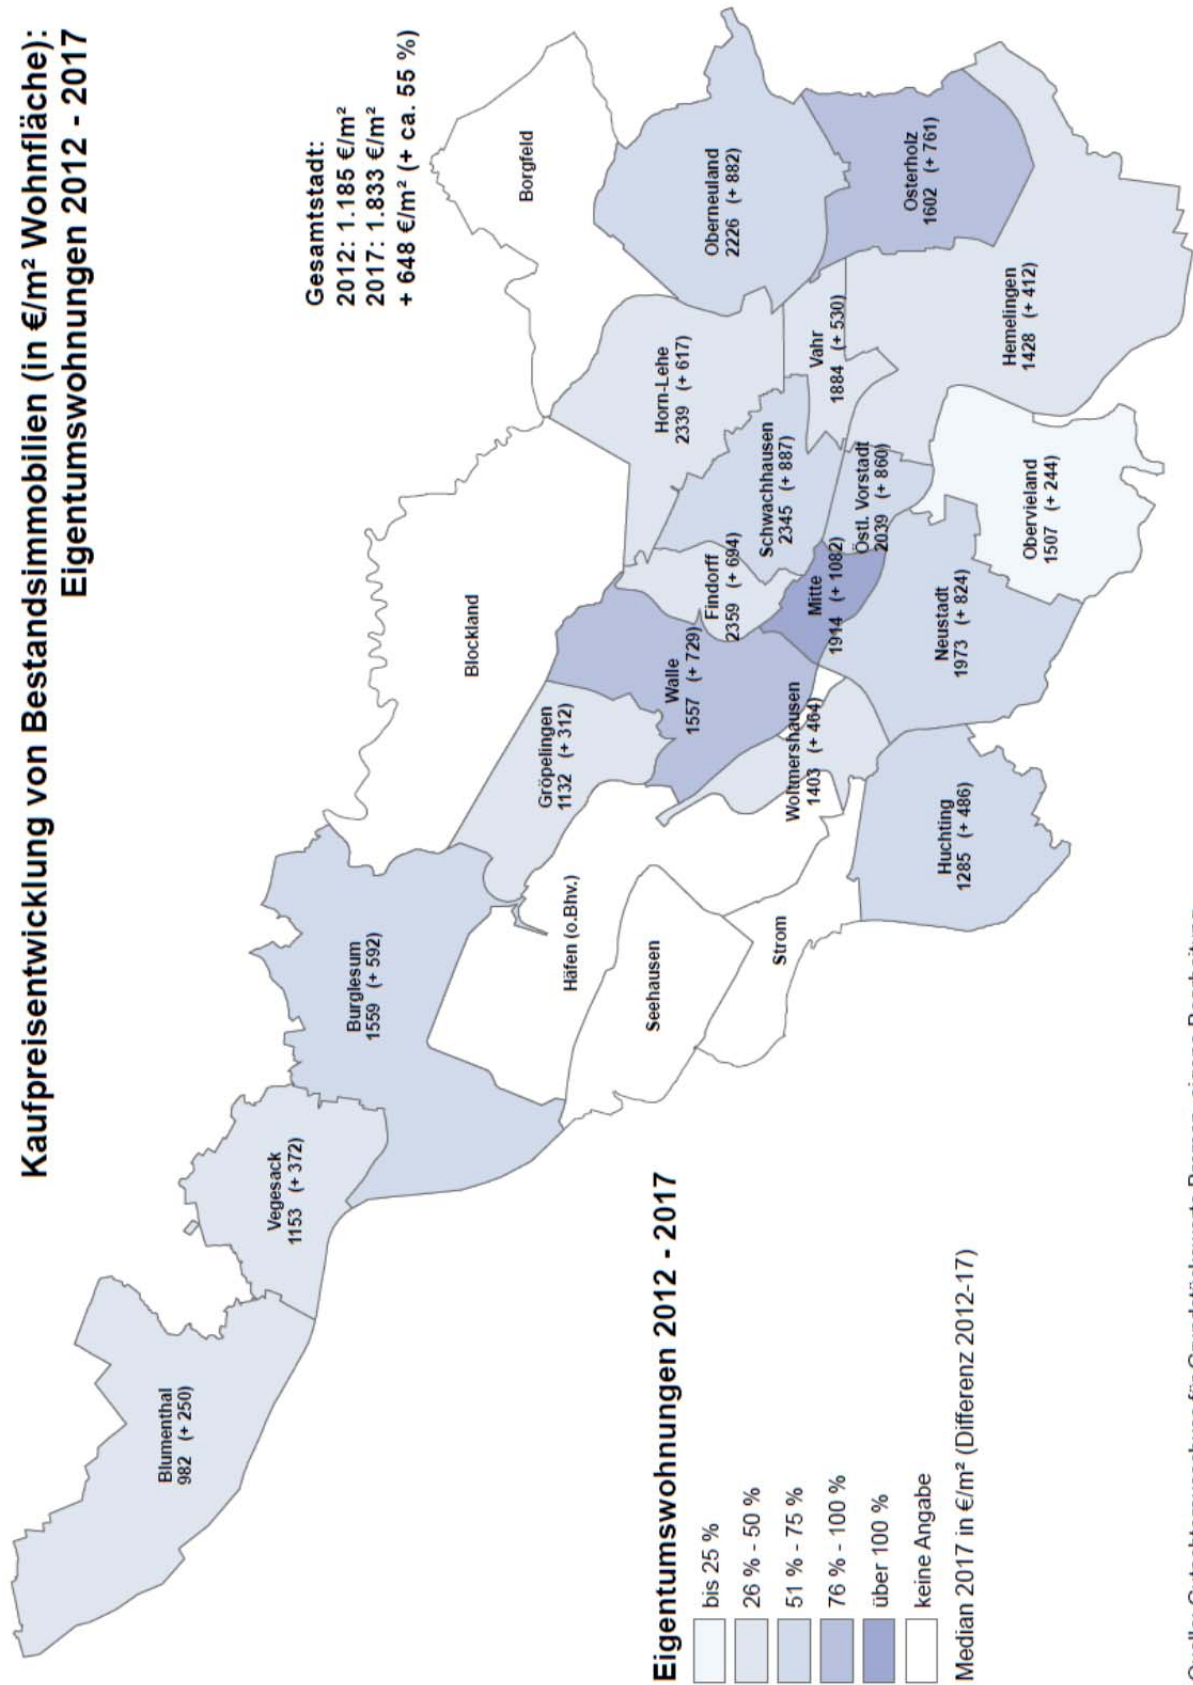 Kaufpreisentwicklung von Bestandsimmobilien (in €/m² Wohnfläche):
Eigentumswohnungen 2012 - 2017
Gesamtstadt:
2012: 1.185 €/m²
2017: 1.833 €/m²
+ 648 €/m² (+ ca. 55 %)
Blumenthal
982 (+ 250)
Vegesack
1153 (+ 372)
Burglesum
1559 (+ 592)
Blockland
Borgfeld
Gröpelingen
1132 (+ 312)
Häfen (o.Bhv.)
Seehausen
Strom
Walle
1557 (+ 729)
Findorff
2359 (+ 694)
Horn-Lehe
2339 (+ 617)
Oberneuland
2226 (+ 882)
Schwachhausen
2345 (+ 887)
Vahr
1884 (+ 530)
Osterholz
1602 (+ 761)
Woltmershausen
1403 (+ 464)
Mitte
1914 (+ 1082)
Östl. Vorstadt
2039 (+ 860)
Huchting
1285 (+ 486)
Neustadt
1973 (+ 824)
Obervieland
1507 (+ 244)
Hemelingen
1428 (+ 412)
Eigentumswohnungen 2012 - 2017
bis 25 %
26 % - 50 %
51 % - 75 %
76 % - 100 %
über 100 %
keine Angabe
Median 2017 in €/m² (Differenz 2012-17)